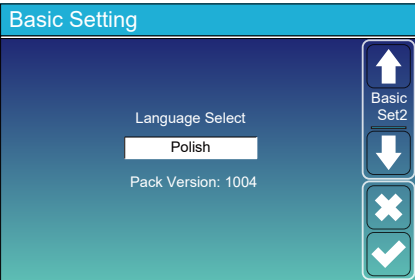 Basic Setting
Language Select
Polish
Pack Version: 1004
Basic
Set2